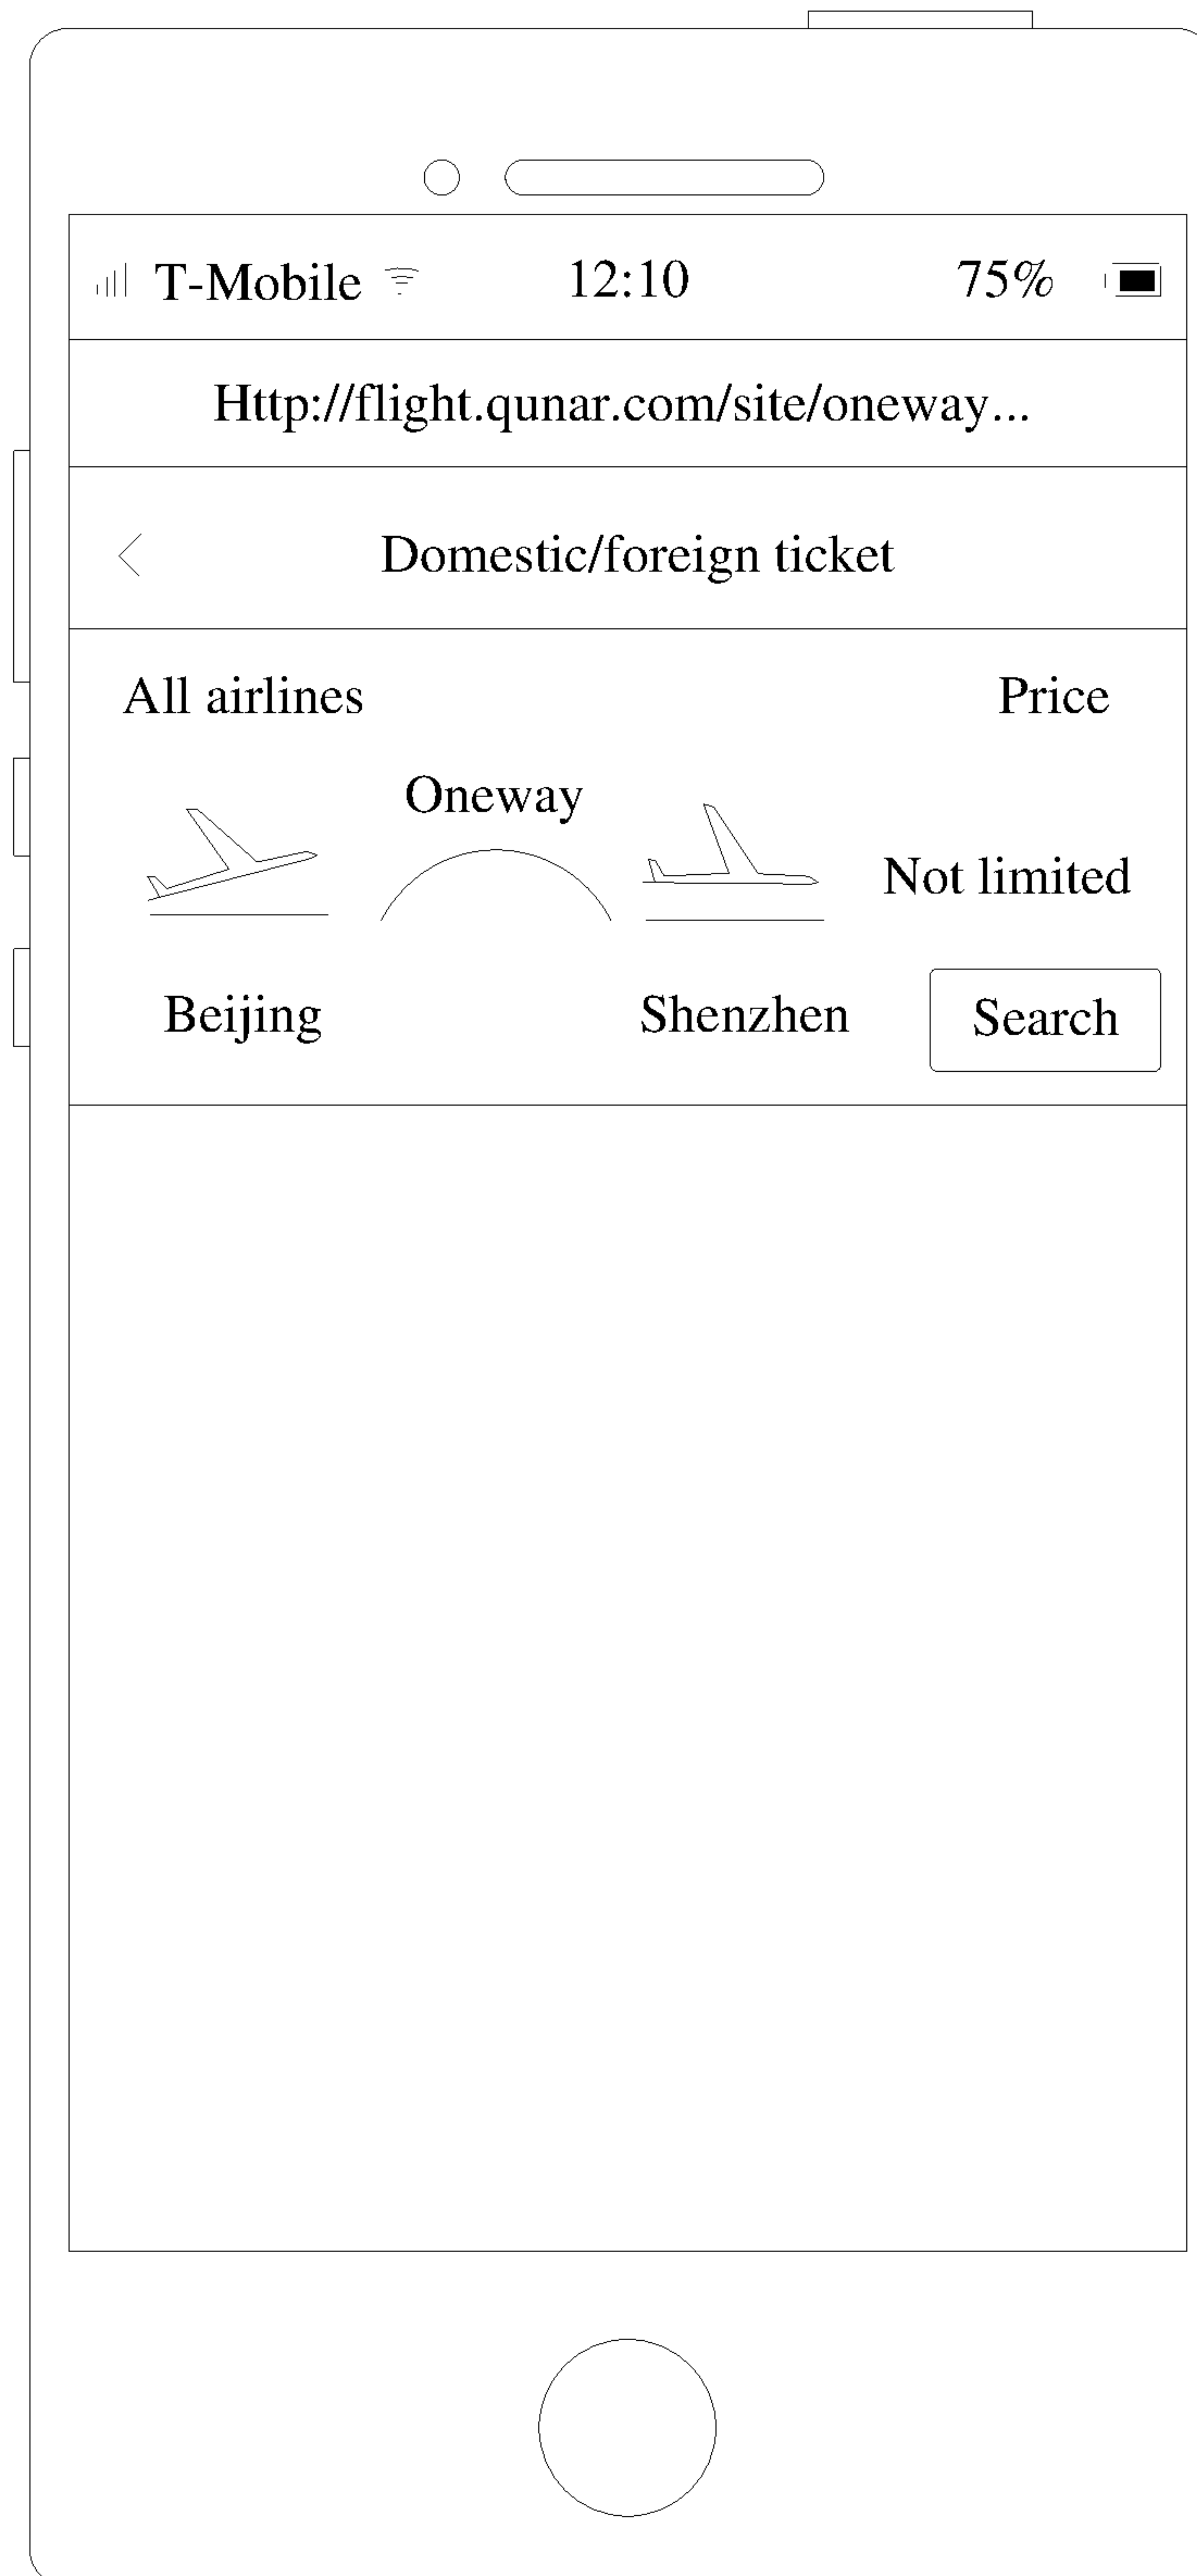 T-Mobile 12:10 75%
Http://flight.qunar.com/site/oneway...
Domestic/foreign ticket
All airlines Price
Oneway
Not limited
Beijing Shenzhen Search